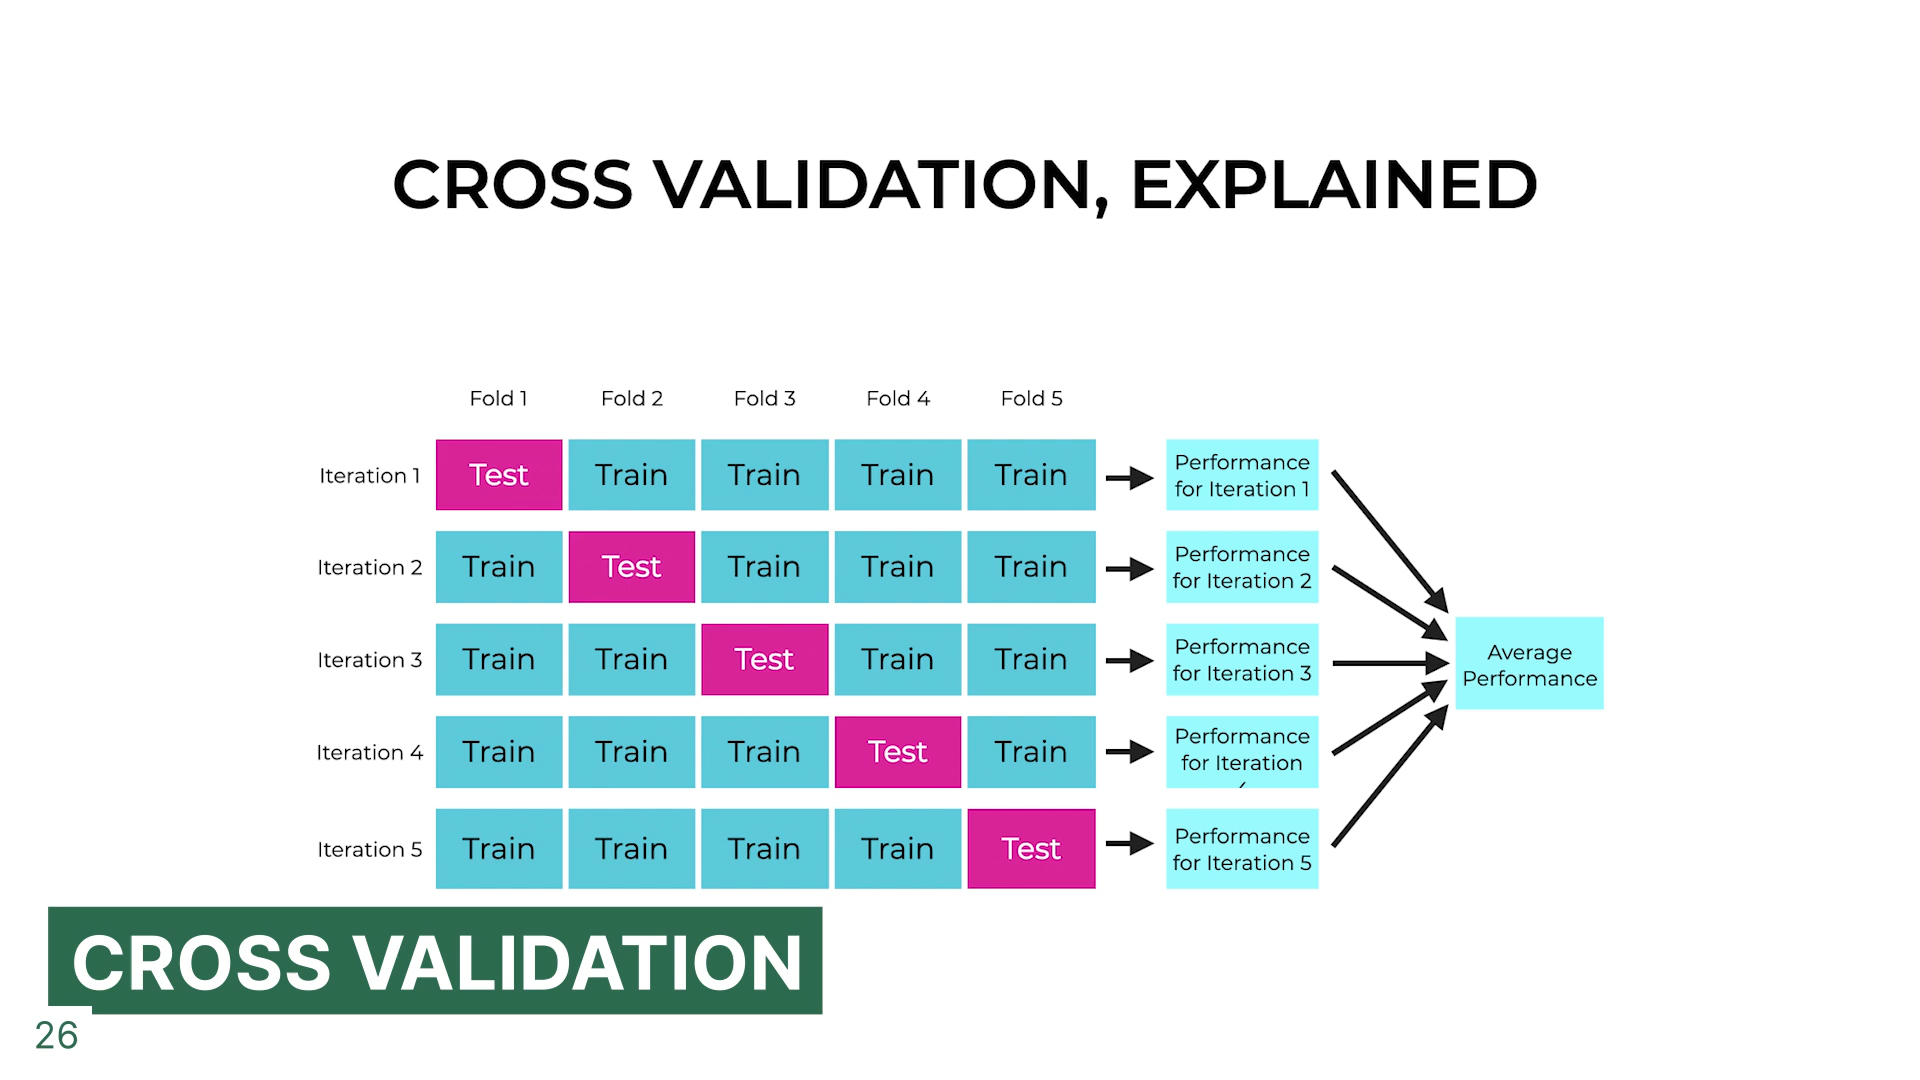 CROSS VALIDATION, EXPLAINED
Fold 1 Fold 2 Fold 3 Fold 4 Fold 5
Iteration 1 Test Train Train Train Train
Performance
for Iteration 1
Iteration 2 Train Test Train Train Train
Performance
for Iteration 2
Iteration 3 Train Train Test Train Train
Performance
for Iteration 3
Iteration 4 Train Train Train Test Train
Performance
for Iteration
Iteration 5 Train Train Train Train Test
Performance
for Iteration 5
Average
Performance
CROSS VALIDATION
26